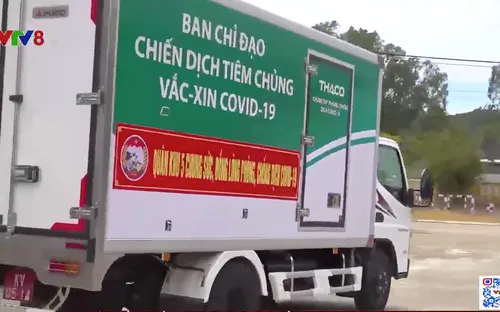 VTV8
BAN CHỈ ĐẠO
CHIẾN DỊCH TIÊM CHỦNG
VẮC-XIN COVID-19
THACO
QUÂN KHU 5 CHUNG SỨC, ĐỒNG LÒNG PHÒNG, CHỐNG DỊCH COVID-19
KV